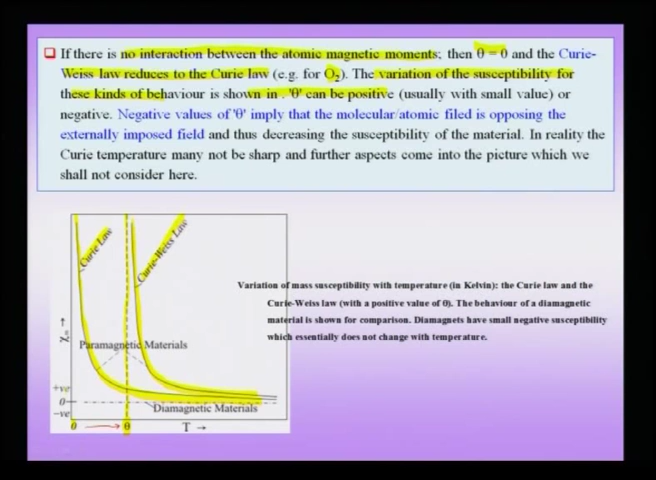 If there is no interaction between the atomic magnetic moments; then θ = 0 and the Curie-
Weiss law reduces to the Curie law (e.g. for O2). The variation of the susceptibility for
these kinds of behaviour is shown in . 'θ' can be positive (usually with small value) or
negative. Negative values of 'θ' imply that the molecular/atomic filed is opposing the
externally imposed field and thus decreasing the susceptibility of the material. In reality the
Curie temperature many not be sharp and further aspects come into the picture which we
shall not consider here.
Curie Law
Curie-Weiss Law
Variation of mass susceptibility with temperature (in Kelvin): the Curie law and the
Curie-Weiss law (with a positive value of θ). The behaviour of a diamagnetic
material is shown for comparison. Diamagnets have small negative susceptibility
which essentially does not change with temperature.
χm →
Paramagnetic Materials
+ve
0
-ve
Diamagnetic Materials
0
θ
T →